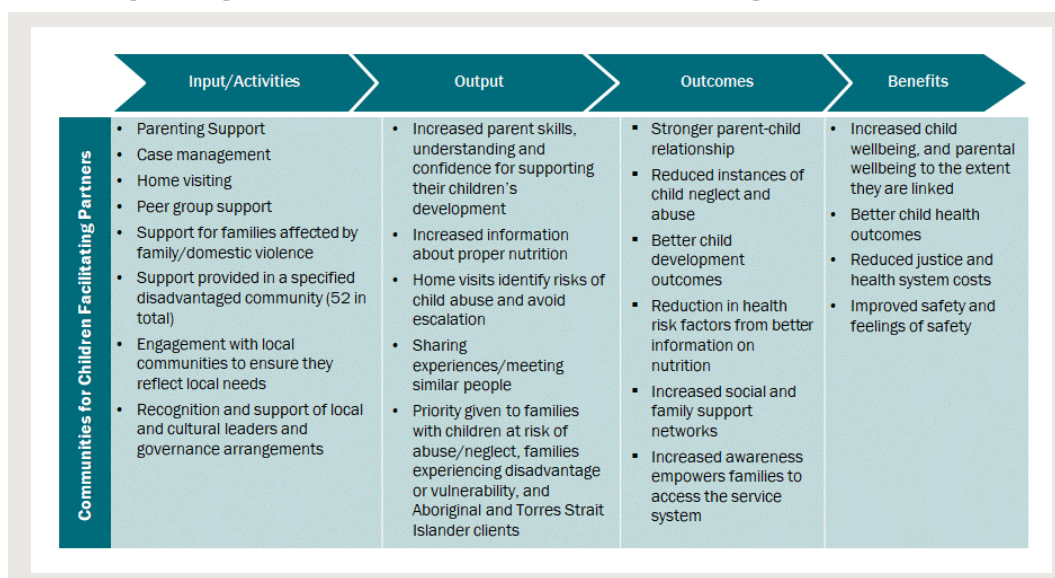 Input/Activities
Output
Outcomes
Benefits
Communities for Children Facilitating Partners
• Parenting Support
• Case management
• Home visiting
• Peer group support
• Support for families affected by
family/domestic violence
• Support provided in a specified
disadvantaged community (52 in
total)
• Engagement with local
communities to ensure they
reflect local needs
• Recognition and support of local
and cultural leaders and
governance arrangements
• Increased parent skills,
understanding and
confidence for supporting
their children's
development
• Increased information
about proper nutrition
• Home visits identify risks of
child abuse and avoid
escalation
• Sharing
experiences/meeting
similar people
• Priority given to families
with children at risk of
abuse/neglect, families
experiencing disadvantage
or vulnerability, and
Aboriginal and Torres Strait
Islander clients
▪ Stronger parent-child
relationship
▪ Reduced instances of
child neglect and
abuse
▪ Better child
development
outcomes
▪ Reduction in health
risk factors from better
information on
nutrition
▪ Increased social and
family support
networks
▪ Increased awareness
empowers families to
access the service
system
• Increased child
wellbeing, and parental
wellbeing to the extent
they are linked
• Better child health
outcomes
• Reduced justice and
health system costs
• Improved safety and
feelings of safety